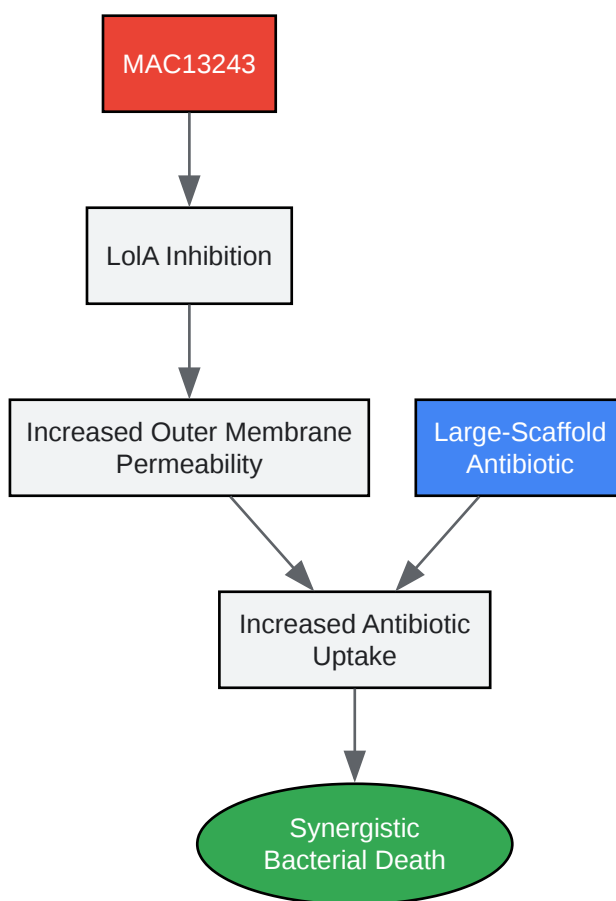 MAC13243
LolA Inhibition
Increased Outer Membrane
Permeability
Large-Scaffold
Antibiotic
Increased Antibiotic
Uptake
Synergistic
Bacterial Death